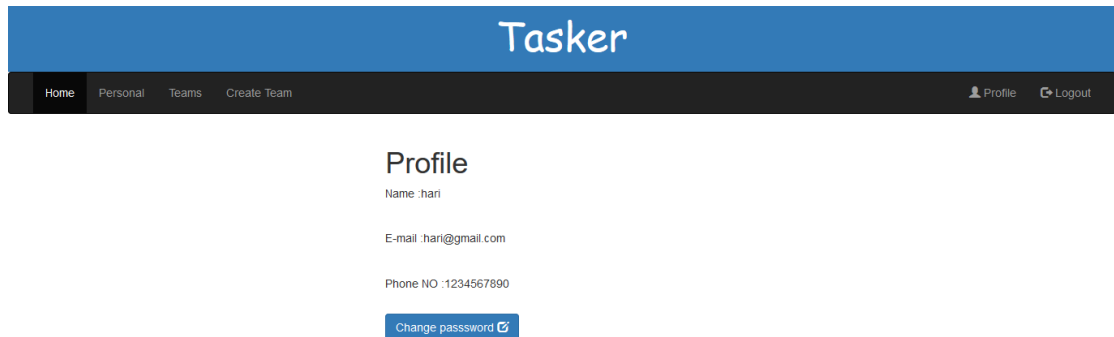 Tasker
Home Personal Teams Create Team Profile Logout
Profile
Name :hari
E-mail :hari@gmail.com
Phone NO :1234567890
Change passsword